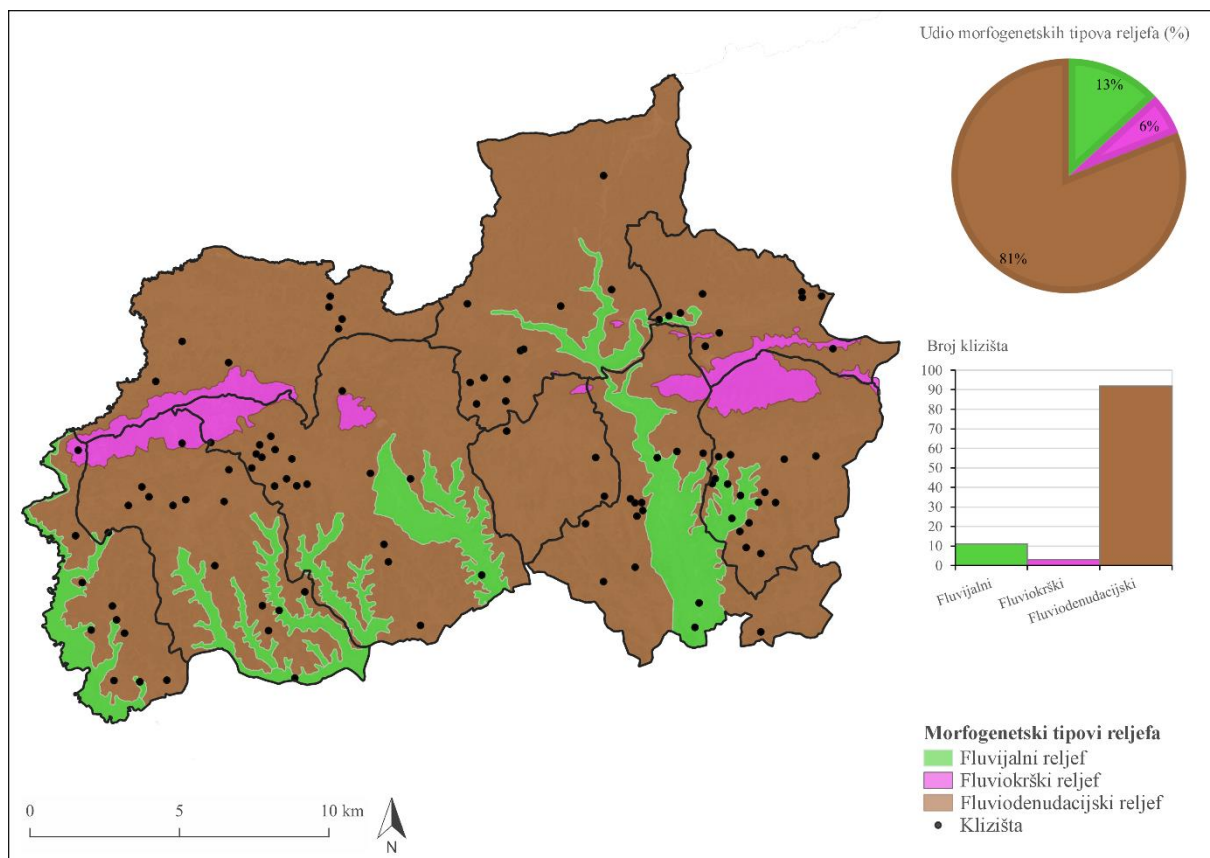 Udio morfogenetskih tipova reljefa (%)
13%
6%
81%
Broj klizišta
100
90
80
70
60
50
40
30
20
10
0
Fluvijalni
Fluviokrški
Fluviodenudacijski
Morfogenetski tipovi reljefa
Fluvijalni reljef
Fluviokrški reljef
Fluviodenudacijski reljef
Klizišta
0 5 10 km
N